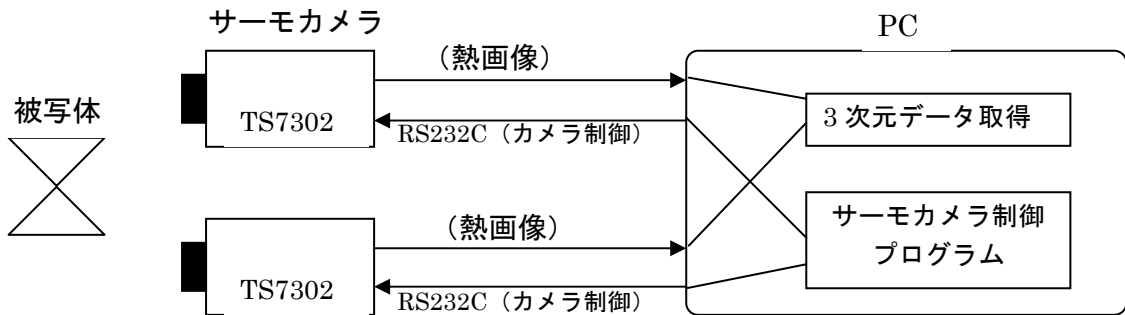 サーモカメラ
PC
(熱画像)
被写体
TS7302
3 次元データ取得
RS232C（カメラ制御）
サーモカメラ制御
プログラム
(熱画像)
TS7302
RS232C（カメラ制御）